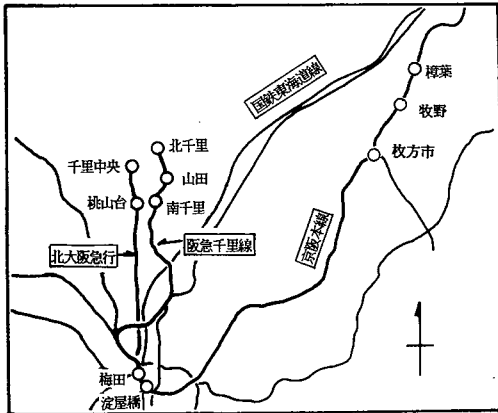 国鉄東海道線
樟葉
牧野
枚方市
北千里
千里中央
山田
桃山台
南千里
北大阪急行
阪急千里線
京阪本線
梅田
淀屋橋